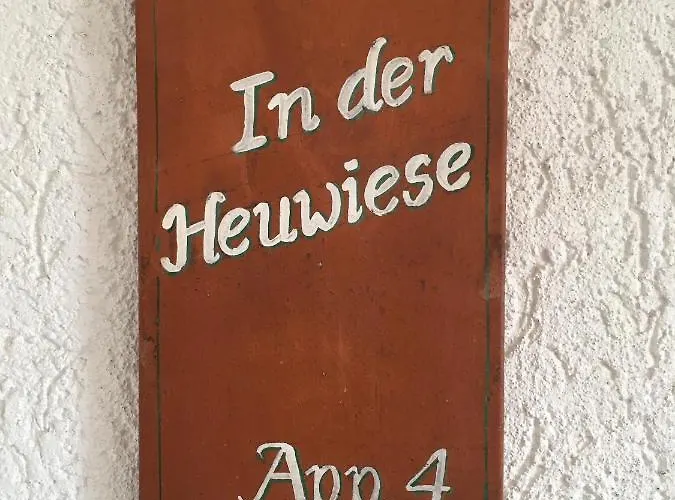 In der
Heuwiese
App 4